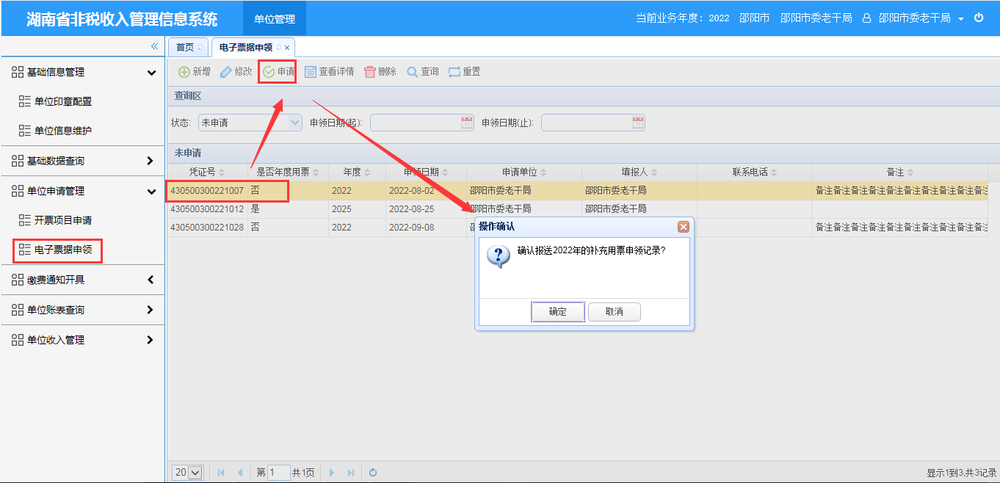 湖南省非税收入管理信息系统 单位管理 当前业务年度：2022 邵阳市 邵阳市委老干局 邵阳市委老干局
首页 电子票据申领
基础信息管理
单位印章配置
单位信息维护
基础数据查询
单位申请管理
开票项目申请
电子票据申领
缴费通知开具
单位账表查询
单位收入管理
新增 修改 申请 查看详情 删除 查询 重置
查询区
状态: 未申请 申领日期(起): 申领日期(止):
未申请
凭证号 是否年度用票 年度 申领日期 申请单位 填报人 联系电话 备注
430500300221007 否 2022 2022-08-02 邵阳市委老干局 邵阳市委老干局 备注备注备注备注备注备注备注备注备注备注
430500300221012 是 2025 2022-08-25 邵阳市委老干局 邵阳市委老干局
430500300221028 否 2022 2022-09-08 备注备注备注备注备注备注备注备注备注备注
操作确认
确认报送2022年的补充用票申领记录?
确定 取消
20 第 1 共1页 显示1到3,共3记录